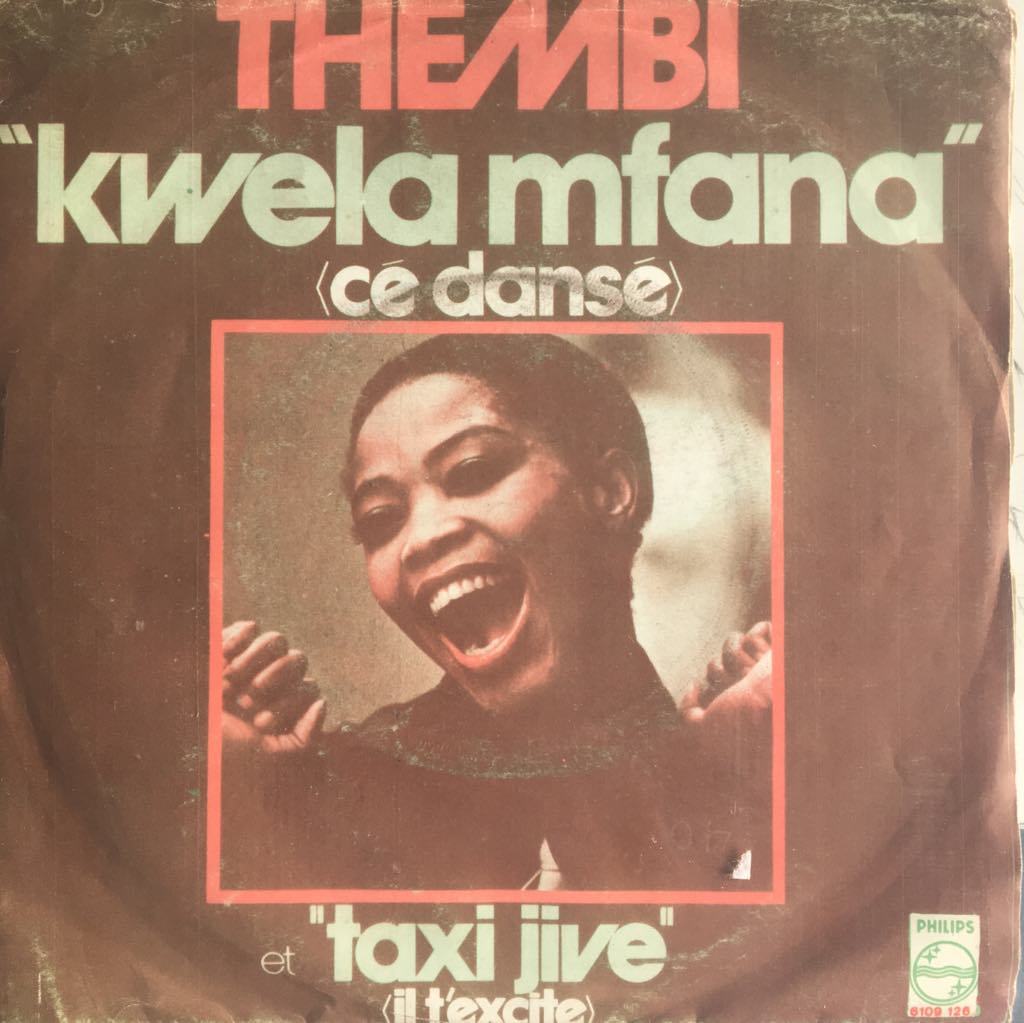 THEMBI
"kwela mfana"
(cé dansé)
et "taxi jive"
(il t'excite)
PHILIPS
6109 126